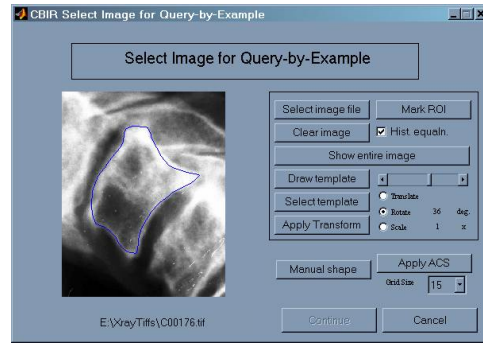 CBIR Select Image for Query-by-Example
Select Image for Query-by-Example
Select image file Mark ROI
Clear image Hist. equaln.
Show entire image
Draw template
Select template Translate
Rotate 36 deg.
Apply Transform Scale 1 x
Manual shape Apply ACS
Grid Size 15
E:\XrayTiffs\C00176.tif Continue Cancel